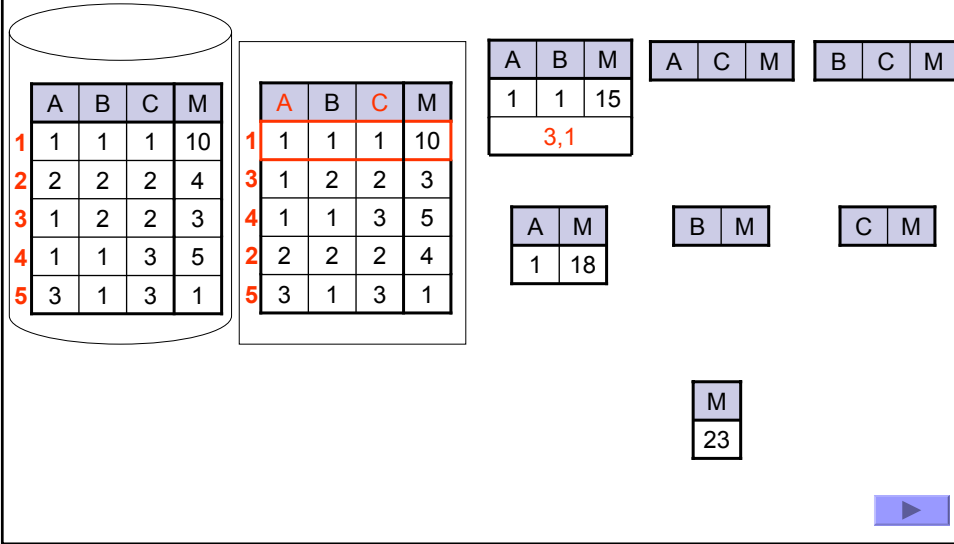 A B C M
1 1 1 1 10
2 2 2 2 4
3 1 2 2 3
4 1 1 3 5
5 3 1 3 1
A B C M
1 1 1 1 10
3 1 2 2 3
4 1 1 3 5
2 2 2 2 4
5 3 1 3 1
A B M
1 1 15
3,1
A C M
B C M
A M
1 18
B M
C M
M
23